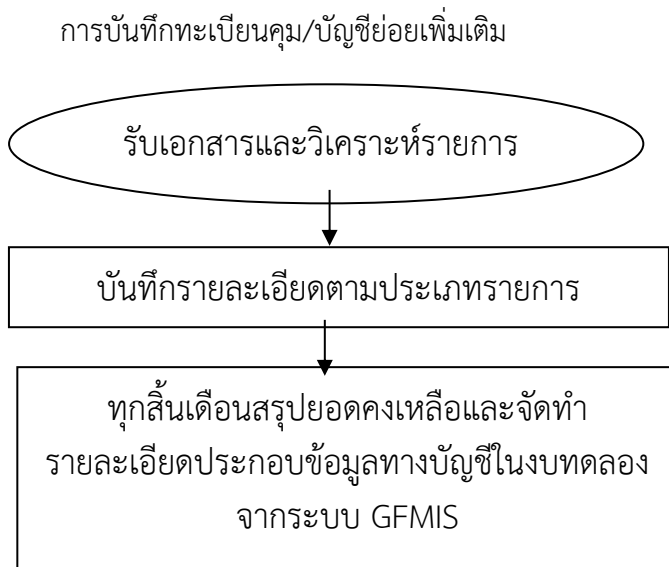 การบันทึกทะเบียนคุม/บัญชีย่อยเพิ่มเติม
รับเอกสารและวิเคราะห์รายการ
บันทึกรายละเอียดตามประเภทรายการ
ทุกสิ้นเดือนสรุปยอดคงเหลือและจัดทำ
รายละเอียดประกอบข้อมูลทางบัญชีในงบทดลอง
จากระบบ GFMIS